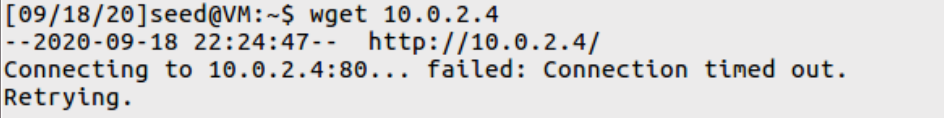 [09/18/20]seed@VM:~$ wget 10.0.2.4
--2020-09-18 22:24:47--  http://10.0.2.4/
Connecting to 10.0.2.4:80... failed: Connection timed out.
Retrying.